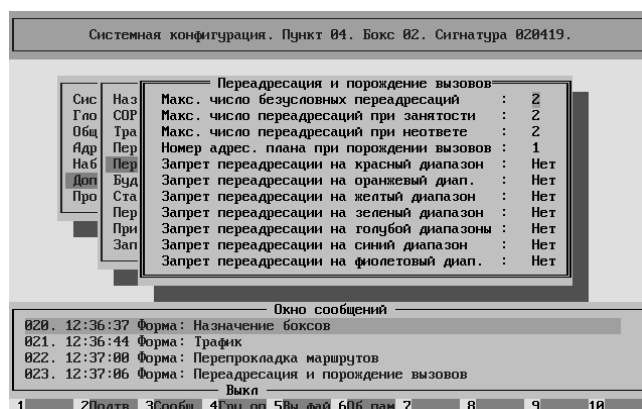 Системная конфигурация. Пункт 04. Бокс 02. Сигнатура 020419.
Переадресация и порождение вызовов
Сис
Гло
Общ
Адр
Наб
Доп
Про
Наз
СОР
Тра
Пер
Пер
Буд
Ста
Пер
При
Зап
Макс. число безусловных переадресаций : 2
Макс. число переадресаций при занятости : 2
Макс. число переадресаций при неответе : 2
Номер адрес. плана при порождении вызовов : 1
Запрет переадресации на красный диапазон : Нет
Запрет переадресации на оранжевый диап. : Нет
Запрет переадресации на желтый диапазон : Нет
Запрет переадресации на зеленый диапазон : Нет
Запрет переадресации на голубой диапазоны : Нет
Запрет переадресации на синий диапазон : Нет
Запрет переадресации на фиолетовый диап. : Нет
Окно сообщений
020. 12:36:37 Форма: Назначение боксов
021. 12:36:44 Форма: Трафик
022. 12:37:00 Форма: Перепрокладка маршрутов
023. 12:37:06 Форма: Переадресация и порождение вызовов
Выкл
1 2Подтв 3Сообщ 4Гру оп 5Вы фай 6Об пам 7 8 9 10